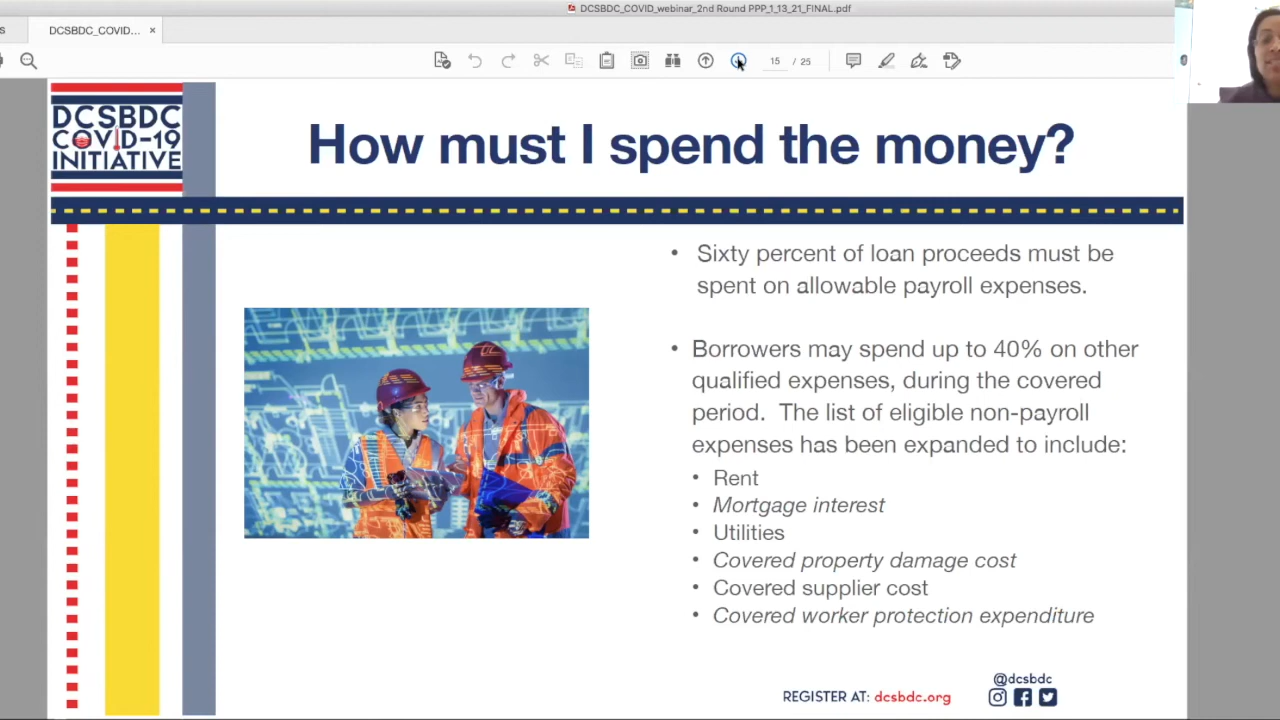 DCSBDC_COVID_webinar_2nd Round PPP_1_13_21_FINAL.pdf
s
DCSBDC_COVID... ×
15 / 25
DCSBDC
COVID-19
INITIATIVE
How must I spend the money?
• Sixty percent of loan proceeds must be
spent on allowable payroll expenses.
• Borrowers may spend up to 40% on other
qualified expenses, during the covered
period. The list of eligible non-payroll
expenses has been expanded to include:
• Rent
• Mortgage interest
• Utilities
• Covered property damage cost
• Covered supplier cost
• Covered worker protection expenditure
@dcsbdc
REGISTER AT: dcsbdc.org